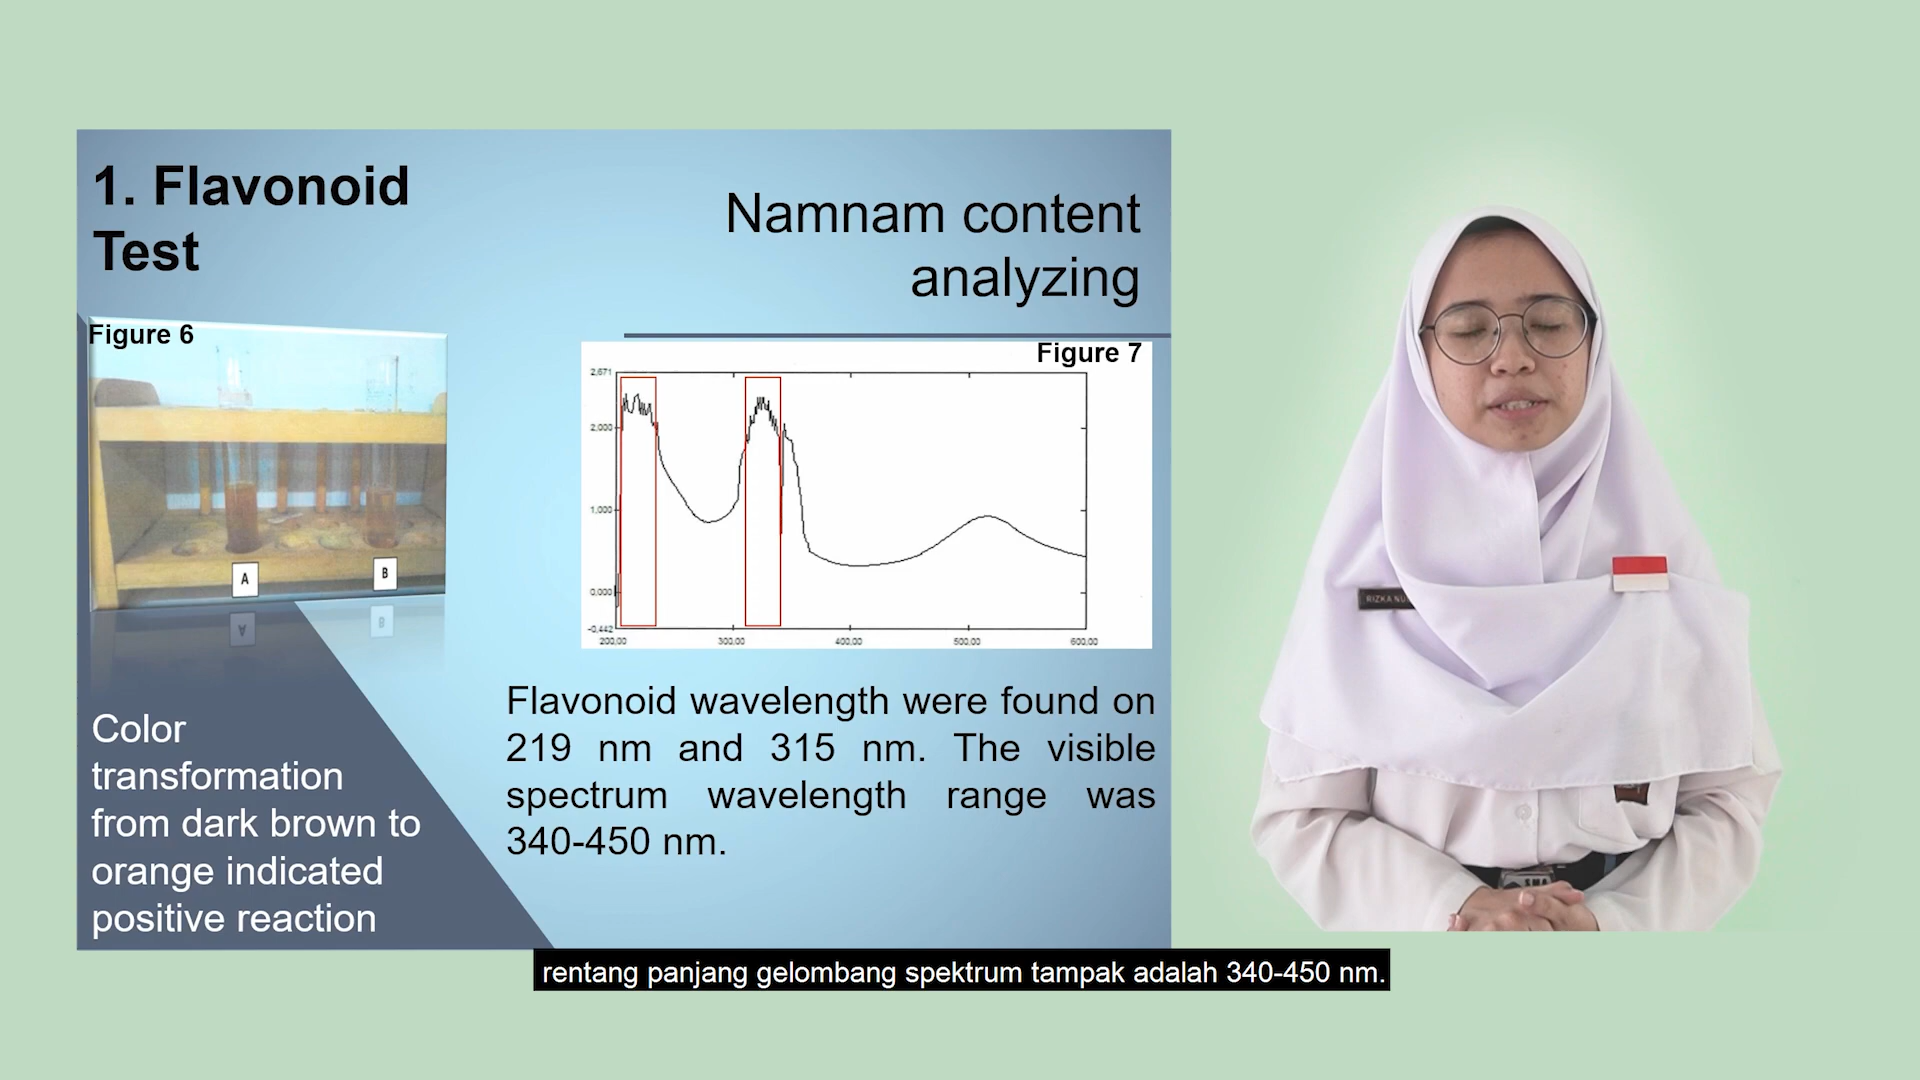 1. Flavonoid
Test
Namnam content
analyzing
Figure 6
A
B
Color
transformation
from dark brown to
orange indicated
positive reaction
Figure 7
2,671
2,000
1,000
0,000
-0,442
200,00 300,00 400,00 500,00 600,00
Flavonoid wavelength were found on
219 nm and 315 nm. The visible
spectrum wavelength range was
340-450 nm.
RIZKA NU
rentang panjang gelombang spektrum tampak adalah 340-450 nm.